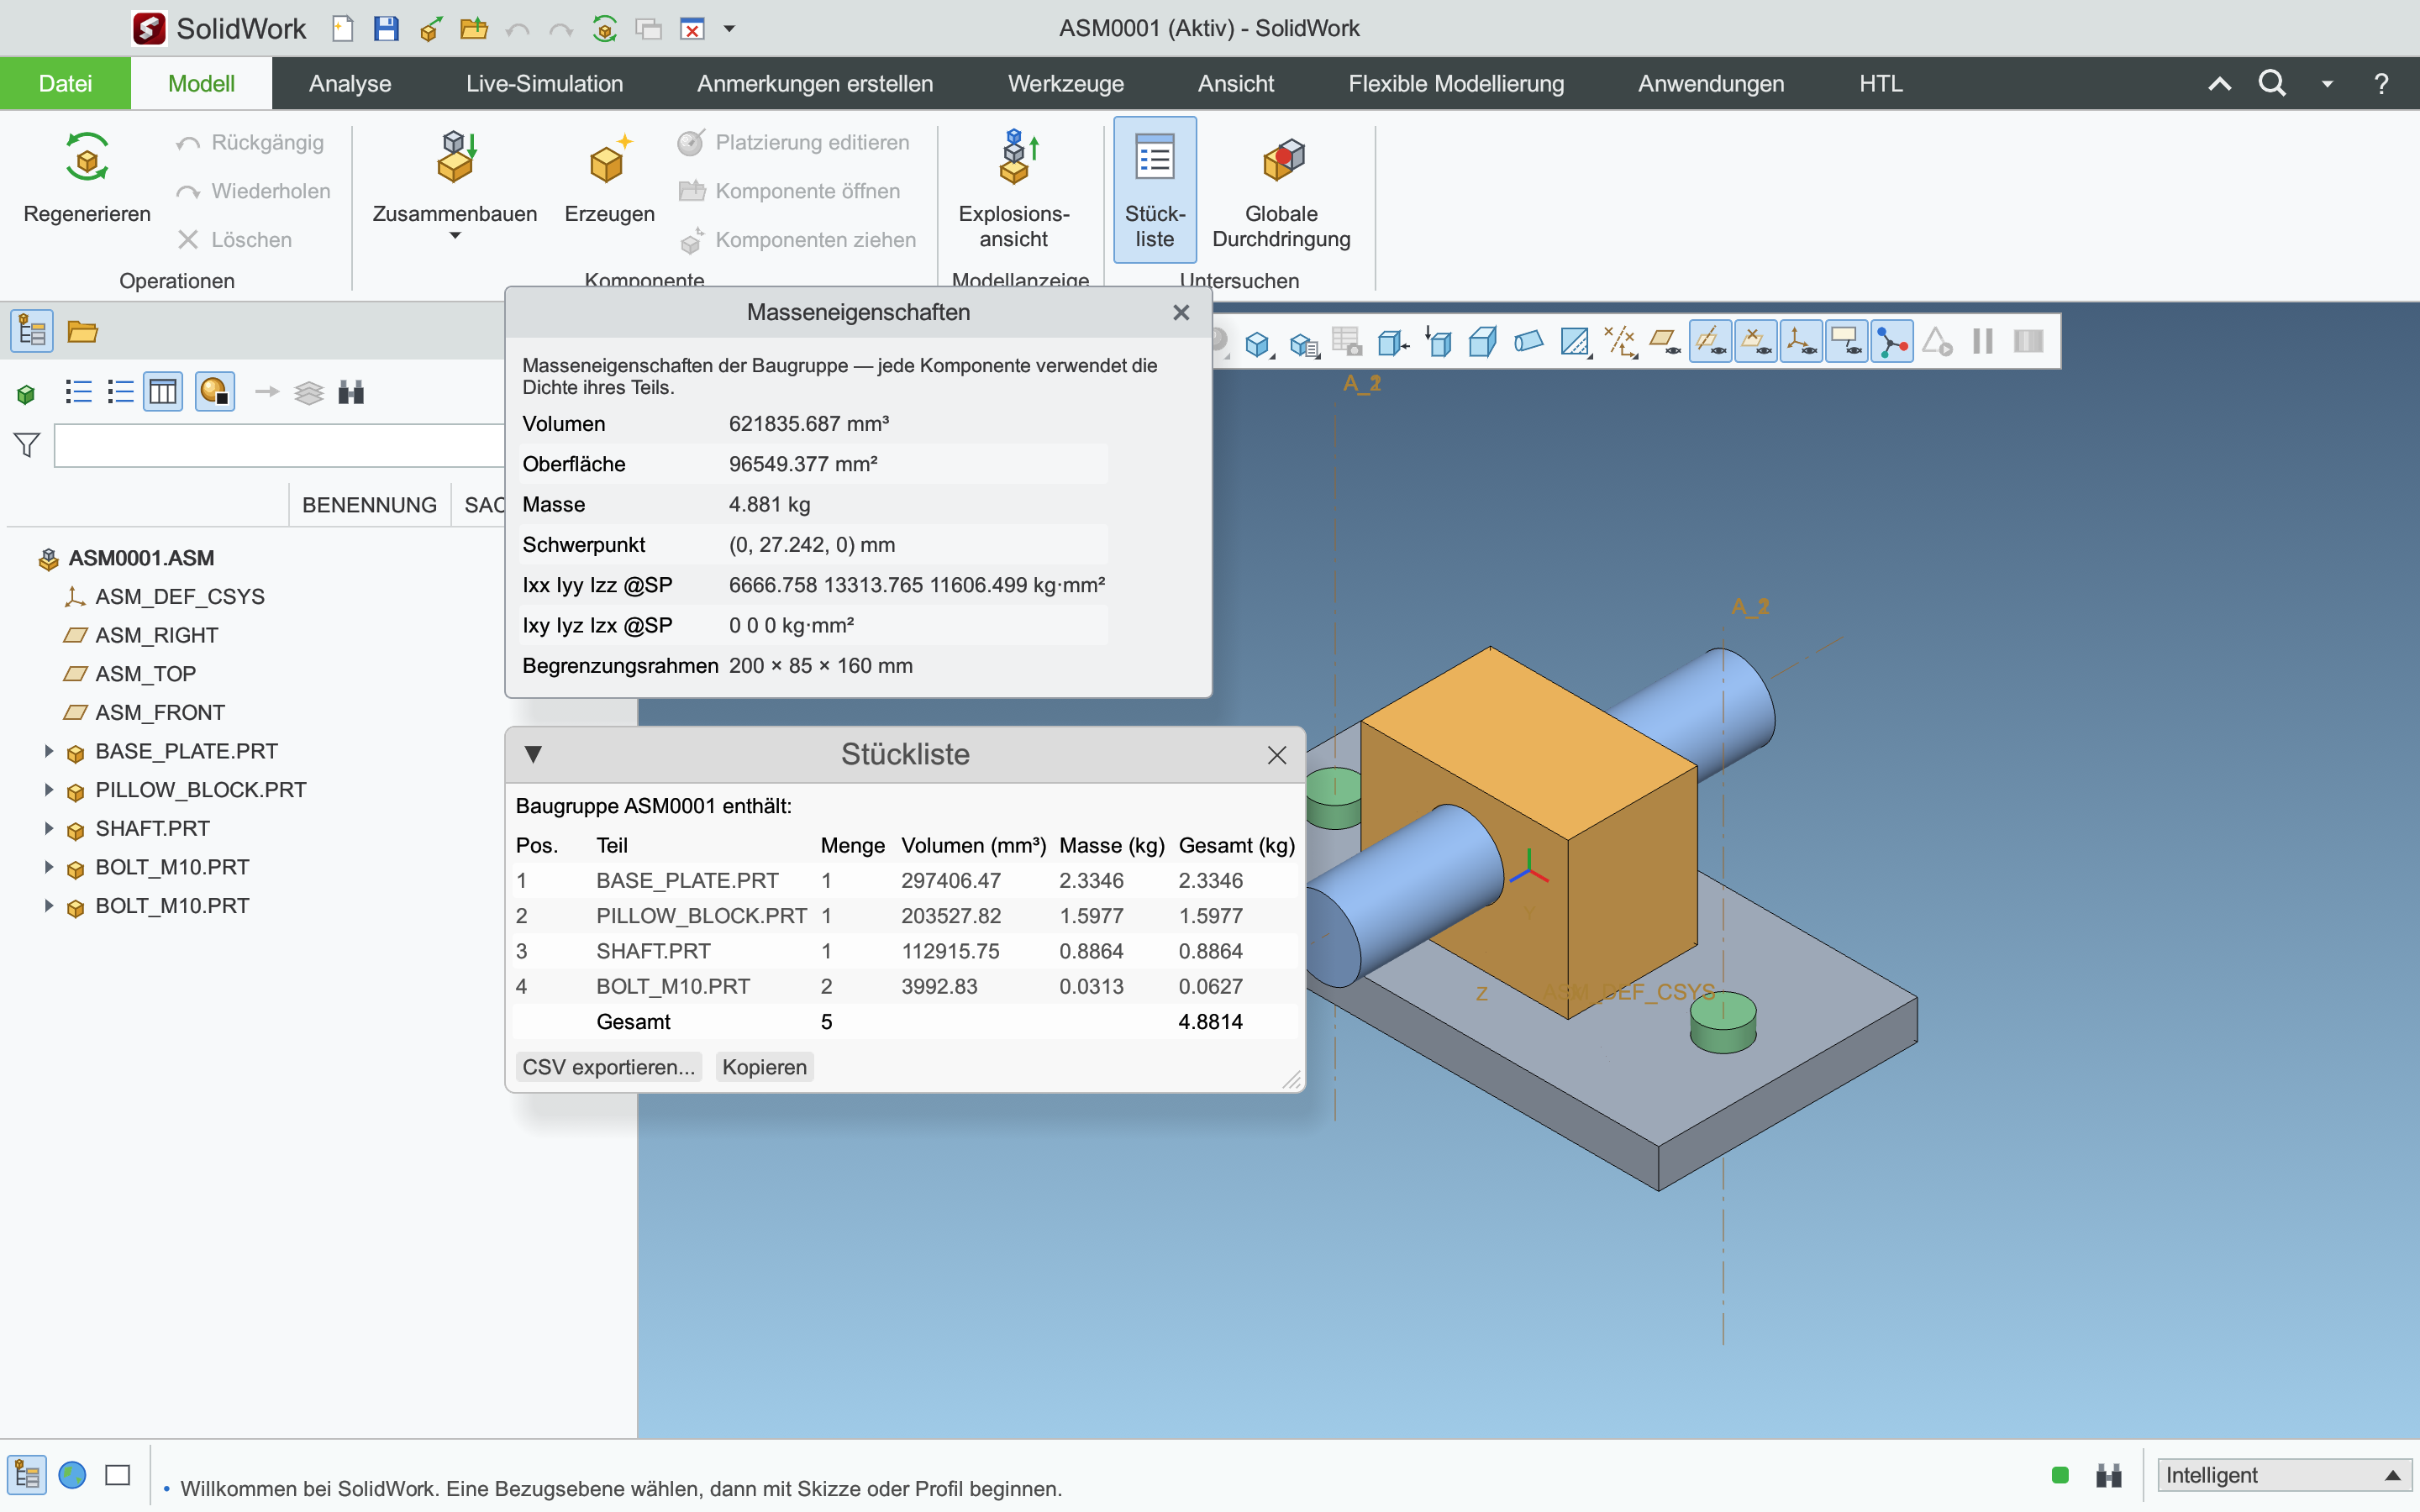 SolidWork
ASM0001 (Aktiv) - SolidWork
Datei Modell Analyse Live-Simulation Anmerkungen erstellen Werkzeuge Ansicht Flexible Modellierung Anwendungen HTL ?
Rückgängig
Wiederholen
Löschen
Regenerieren
Operationen
Zusammenbauen
Erzeugen
Platzierung editieren
Komponente öffnen
Komponenten ziehen
Komponente
Explosions-
ansicht
Modellanzeige
Stück-
liste
Globale
Durchdringung
Untersuchen
BENENNUNG SAC
ASM0001.ASM
ASM_DEF_CSYS
ASM_RIGHT
ASM_TOP
ASM_FRONT
BASE_PLATE.PRT
PILLOW_BLOCK.PRT
SHAFT.PRT
BOLT_M10.PRT
BOLT_M10.PRT
Masseneigenschaften
Masseneigenschaften der Baugruppe — jede Komponente verwendet die
Dichte ihres Teils.
Volumen 621835.687 mm³
Oberfläche 96549.377 mm²
Masse 4.881 kg
Schwerpunkt (0, 27.242, 0) mm
Ixx Iyy Izz @SP 6666.758 13313.765 11606.499 kg·mm²
Ixy Iyz Izx @SP 0 0 0 kg·mm²
Begrenzungsrahmen 200 × 85 × 160 mm
Stückliste
Baugruppe ASM0001 enthält:
Pos. Teil Menge Volumen (mm³) Masse (kg) Gesamt (kg)
1 BASE_PLATE.PRT 1 297406.47 2.3346 2.3346
2 PILLOW_BLOCK.PRT 1 203527.82 1.5977 1.5977
3 SHAFT.PRT 1 112915.75 0.8864 0.8864
4 BOLT_M10.PRT 2 3992.83 0.0313 0.0627
Gesamt 5 4.8814
CSV exportieren... Kopieren
A_2
Y
Z
ASM_DEF_CSYS
• Willkommen bei SolidWork. Eine Bezugsebene wählen, dann mit Skizze oder Profil beginnen.
Intelligent